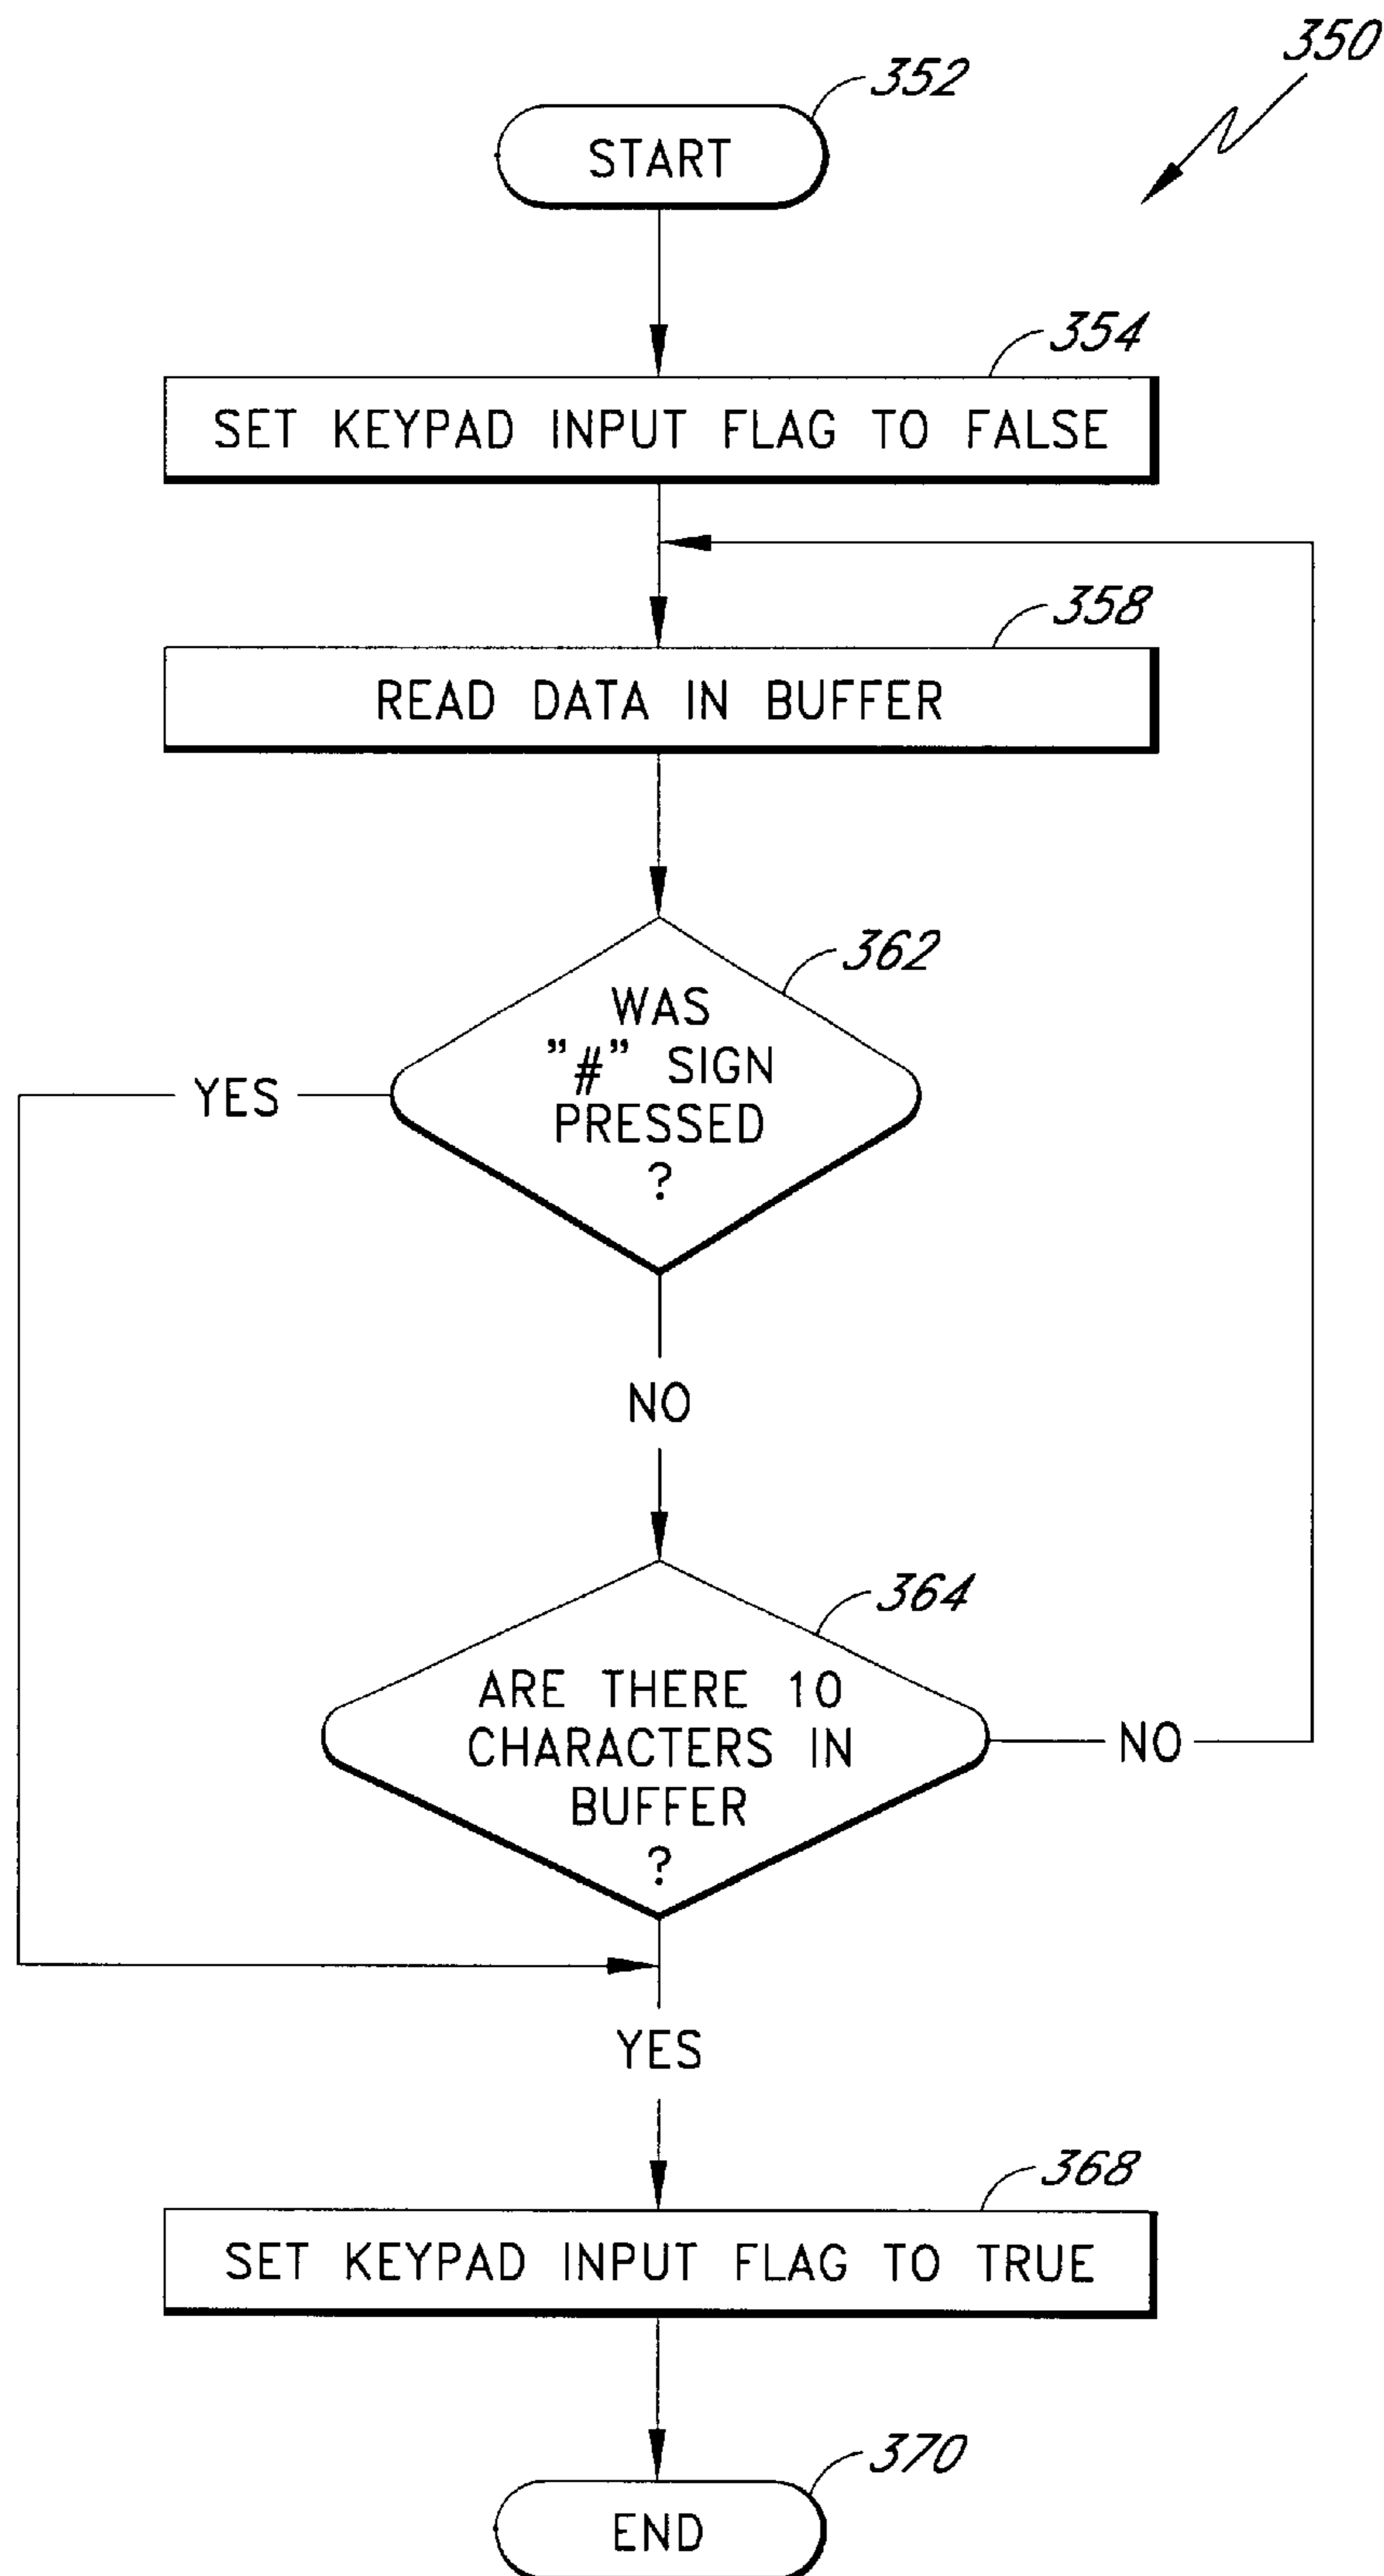 350
352
START
354
SET KEYPAD INPUT FLAG TO FALSE
358
READ DATA IN BUFFER
362
WAS
"#" SIGN
PRESSED
?
YES
NO
364
ARE THERE 10
CHARACTERS IN
BUFFER
?
NO
YES
368
SET KEYPAD INPUT FLAG TO TRUE
370
END